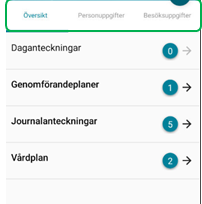 Översikt Personuppgifter Besöksuppgifter
Daganteckningar 0
Genomförandeplaner 1
Journalanteckningar 5
Vårdplan 2